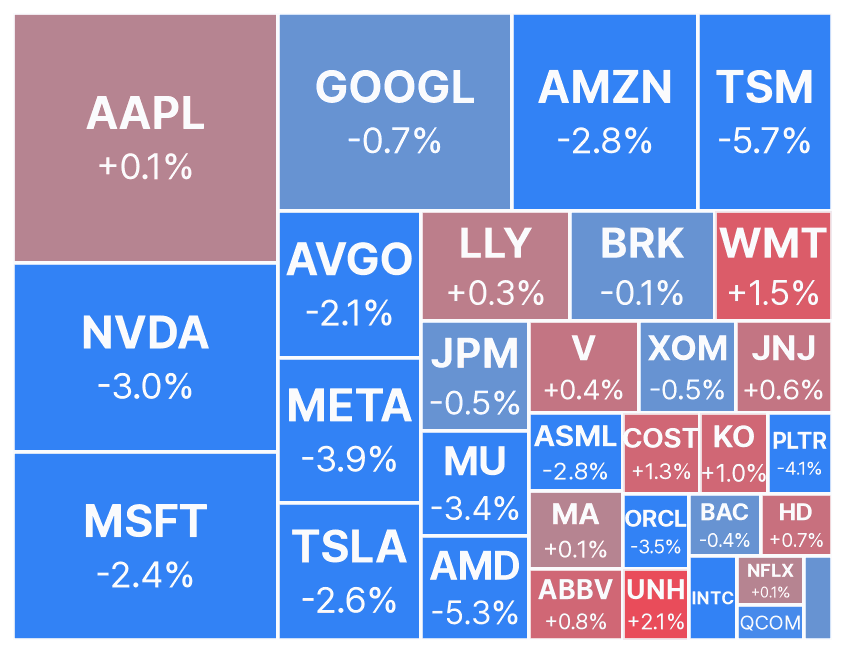 AAPL
+0.1%
GOOGL
-0.7%
AMZN
-2.8%
TSM
-5.7%
NVDA
-3.0%
MSFT
-2.4%
AVGO
-2.1%
META
-3.9%
TSLA
-2.6%
LLY
+0.3%
BRK
-0.1%
WMT
+1.5%
JPM
-0.5%
MU
-3.4%
AMD
-5.3%
V
+0.4%
XOM
-0.5%
JNJ
+0.6%
ASML
-2.8%
COST
+1.3%
KO
+1.0%
PLTR
-4.1%
MA
+0.1%
ORCL
-3.5%
BAC
-0.4%
HD
+0.7%
ABBV
+0.8%
UNH
+2.1%
INTC
NFLX
+0.1%
QCOM